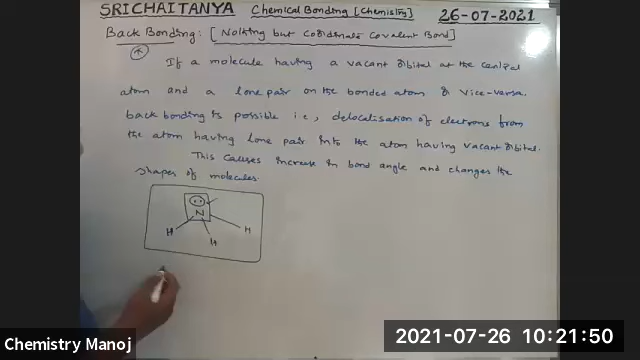 SRICHAITANYA Chemical Bonding [Chemistry] 26-07-2021
Back Bonding: [Nothing but Coordinate Covalent Bond]
If a molecule having a vacant orbital at the central
atom and a lone pair on the bonded atom or vice-versa.
back bonding is possible i.e, delocalisation of electrons from
the atom having lone pair into the atom having vacant orbital.
This causes increase in bond angle and changes the
shapes of molecules.
N
H H H
Chemistry Manoj
2021-07-26 10:21:50